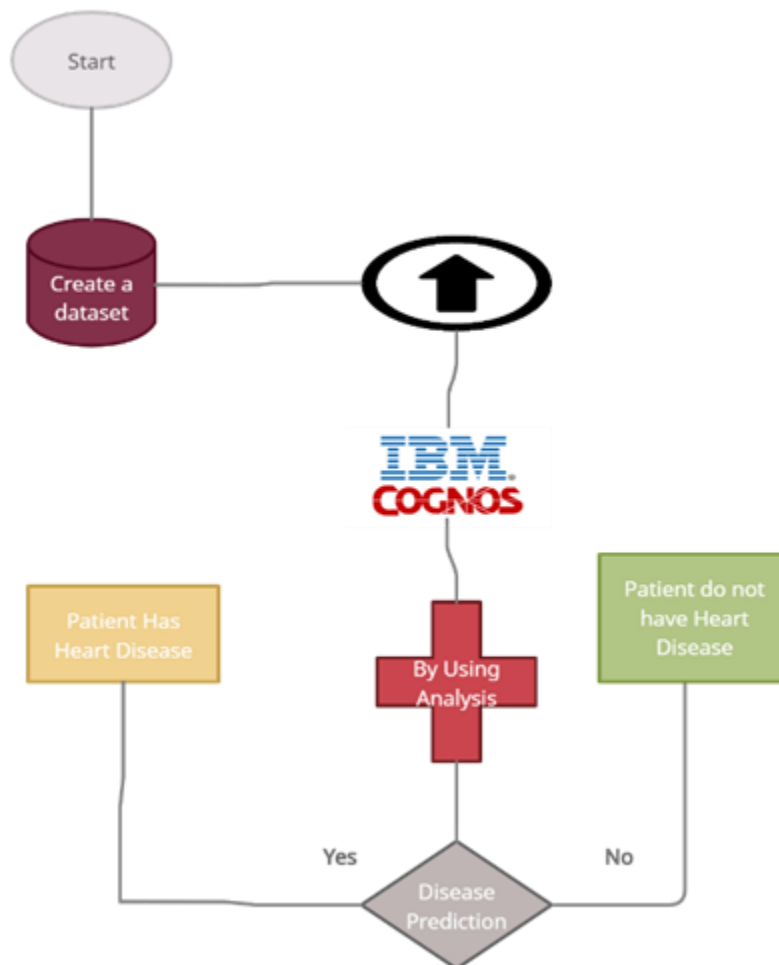 Start
Create a
dataset
IBM.
COGNOS
Patient Has
Heart Disease
By Using
Analysis
Patient do not
have Heart
Disease
Yes
No
Disease
Prediction